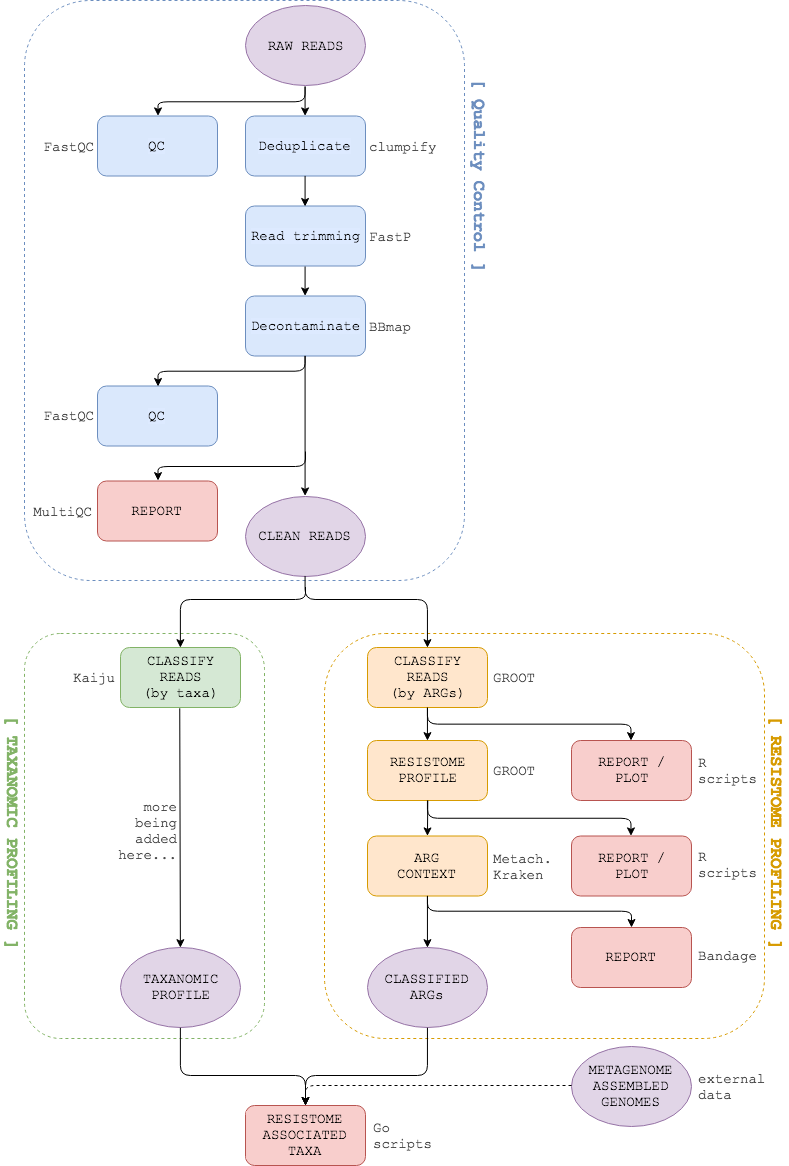 RAW READS
[ Quality Control ]
FastQC
QC
Deduplicate
clumpify
Read trimming
FastP
Decontaminate
BBmap
FastQC
QC
MultiQC
REPORT
CLEAN READS
[ TAXANOMIC PROFILING ]
Kaiju
CLASSIFY
READS
(by taxa)
more
being
added
here...
TAXANOMIC
PROFILE
CLASSIFY
READS
(by ARGs)
GROOT
RESISTOME
PROFILE
GROOT
REPORT /
PLOT
R
scripts
ARG
CONTEXT
Metach.
Kraken
REPORT /
PLOT
R
scripts
CLASSIFIED
ARGs
REPORT
Bandage
[ RESISTOME PROFILING ]
METAGENOME
ASSEMBLED
GENOMES
external
data
RESISTOME
ASSOCIATED
TAXA
Go
scripts